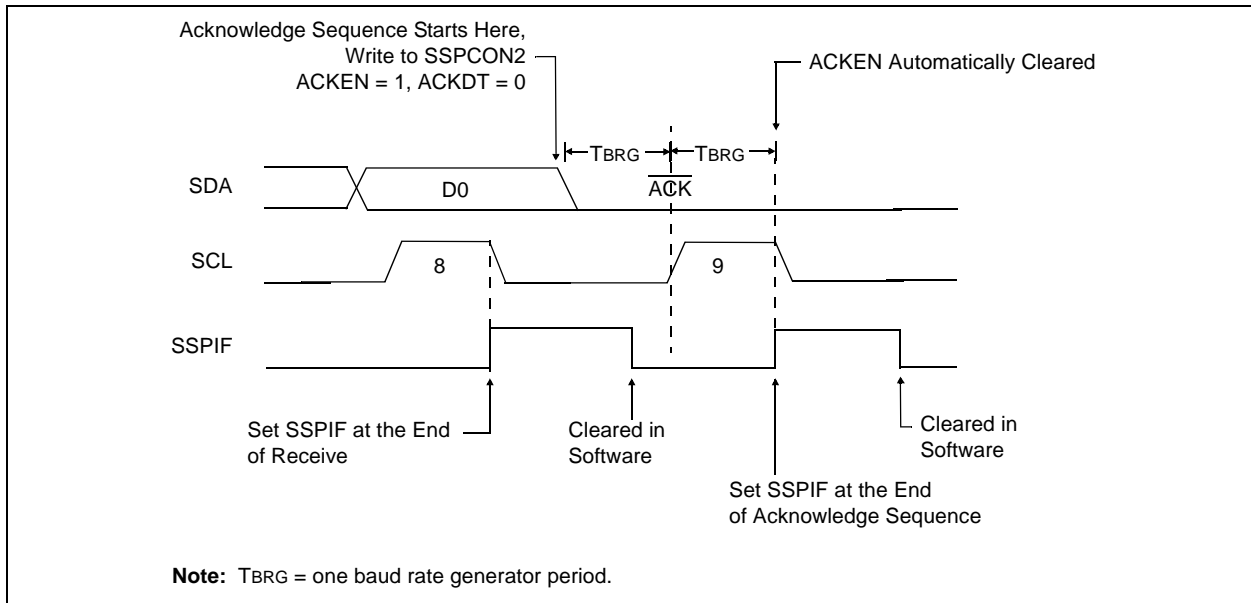 Acknowledge Sequence Starts Here,
Write to SSPCON2
ACKEN = 1, ACKDT = 0
ACKEN Automatically Cleared
TBRG
TBRG
SDA
D0
ACK
SCL
8
9
SSPIF
Set SSPIF at the End
of Receive
Cleared in
Software
Set SSPIF at the End
of Acknowledge Sequence
Cleared in
Software
Note: TBRG = one baud rate generator period.